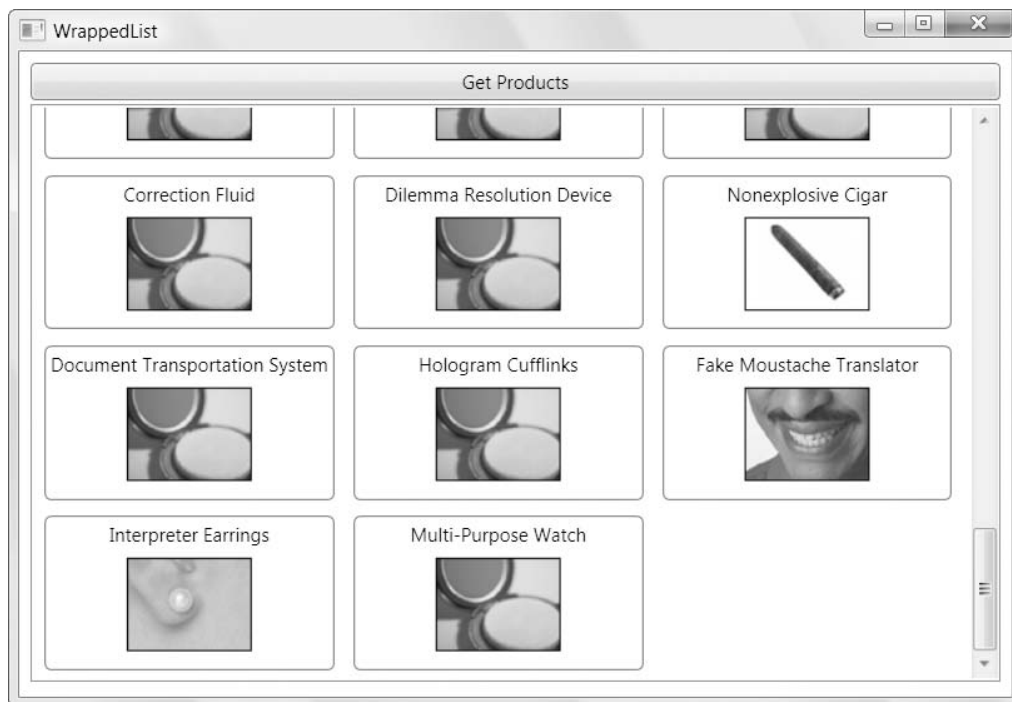 WrappedList
Get Products
Correction Fluid
Dilemma Resolution Device
Nonexplosive Cigar
Document Transportation System
Hologram Cufflinks
Fake Moustache Translator
Interpreter Earrings
Multi-Purpose Watch